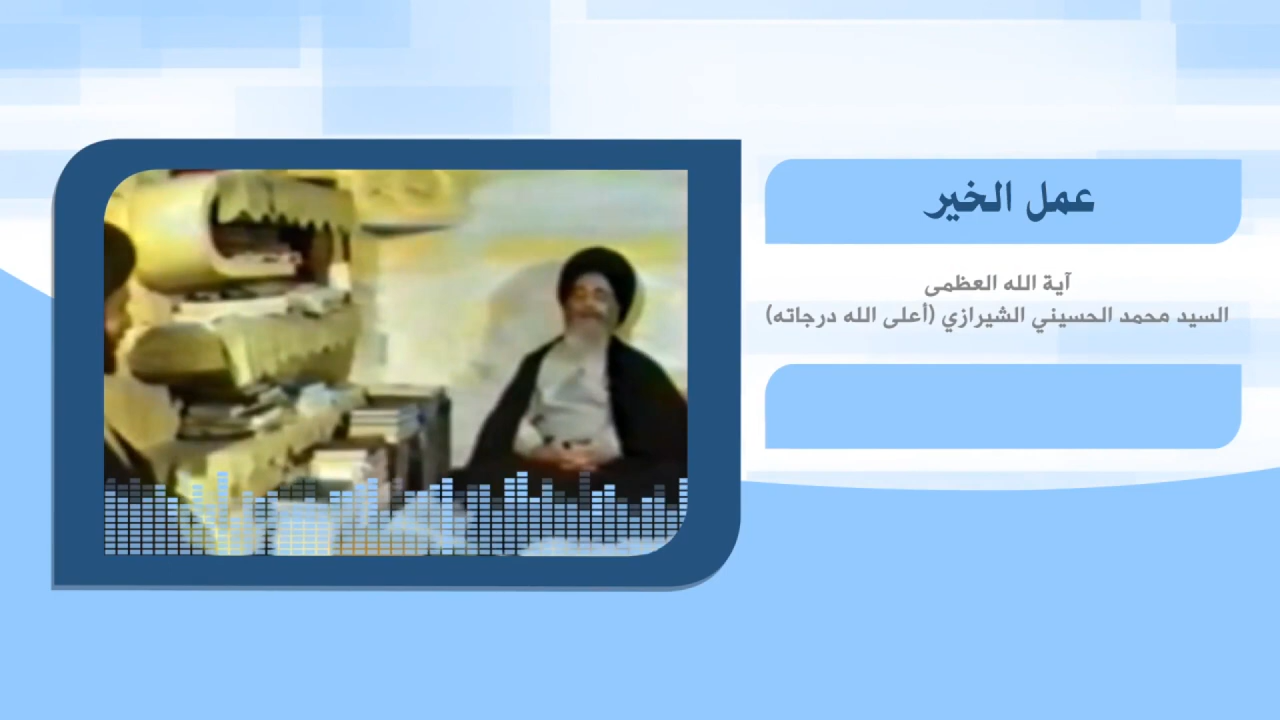 عمل الخير
آية الله العظمى
السيد محمد الحسيني الشيرازي (أعلى الله درجاته)